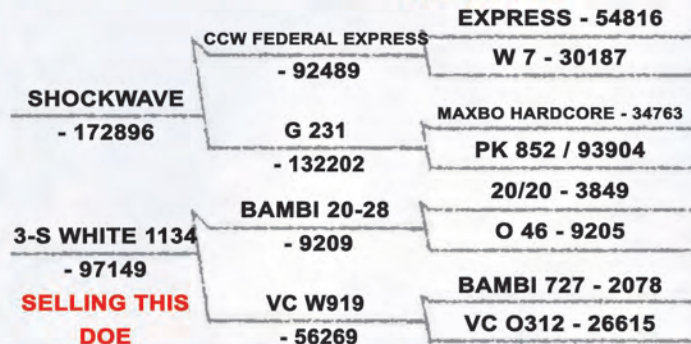 SHOCKWAVE
- 172896
CCW FEDERAL EXPRESS
- 92489
EXPRESS - 54816
W 7 - 30187
G 231
- 132202
MAXBO HARDCORE - 34763
PK 852 / 93904
3-S WHITE 1134
- 97149
SELLING THIS
DOE
BAMBI 20-28
- 9209
20/20 - 3849
O 46 - 9205
VC W919
- 56269
BAMBI 727 - 2078
VC O312 - 26615